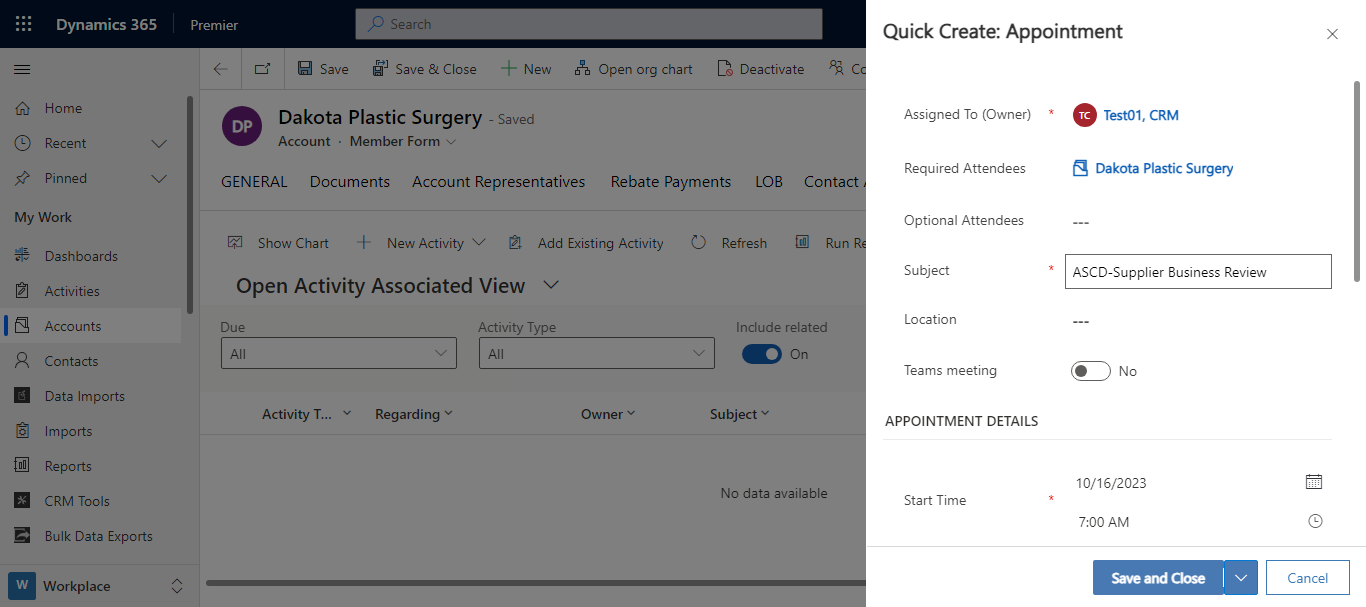 Dynamics 365 Premier Search
Home
Recent
Pinned
My Work
Dashboards
Activities
Accounts
Contacts
Data Imports
Imports
Reports
CRM Tools
Bulk Data Exports
W Workplace
Save Save & Close New Open org chart Deactivate Co
DP
Dakota Plastic Surgery - Saved
Account · Member Form
GENERAL Documents Account Representatives Rebate Payments LOB Contact A
Show Chart New Activity Add Existing Activity Refresh Run Re
Open Activity Associated View
Due Activity Type Include related
All All On
Activity T... Regarding Owner Subject
No data available
Quick Create: Appointment
Assigned To (Owner) * TC Test01, CRM
Required Attendees Dakota Plastic Surgery
Optional Attendees ---
Subject * ASCD-Supplier Business Review
Location ---
Teams meeting No
APPOINTMENT DETAILS
10/16/2023
Start Time *
7:00 AM
Save and Close Cancel